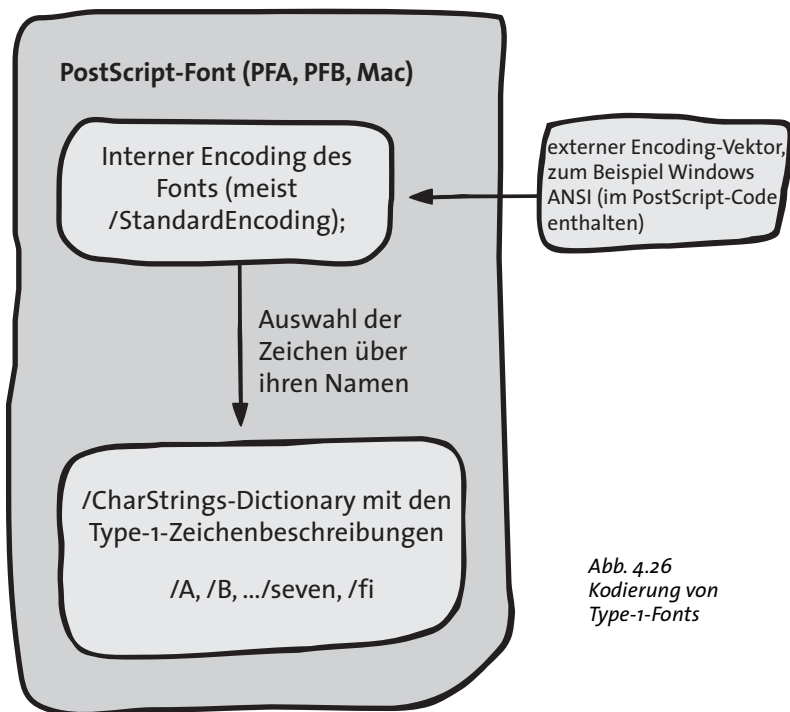 PostScript-Font (PFA, PFB, Mac)
Interner Encoding des
Fonts (meist
/StandardEncoding);
externer Encoding-Vektor,
zum Beispiel Windows
ANSI (im PostScript-Code
enthalten)
Auswahl der
Zeichen über
ihren Namen
/CharStrings-Dictionary mit den
Type-1-Zeichenbeschreibungen
/A, /B, .../seven, /fi
Abb. 4.26
Kodierung von
Type-1-Fonts